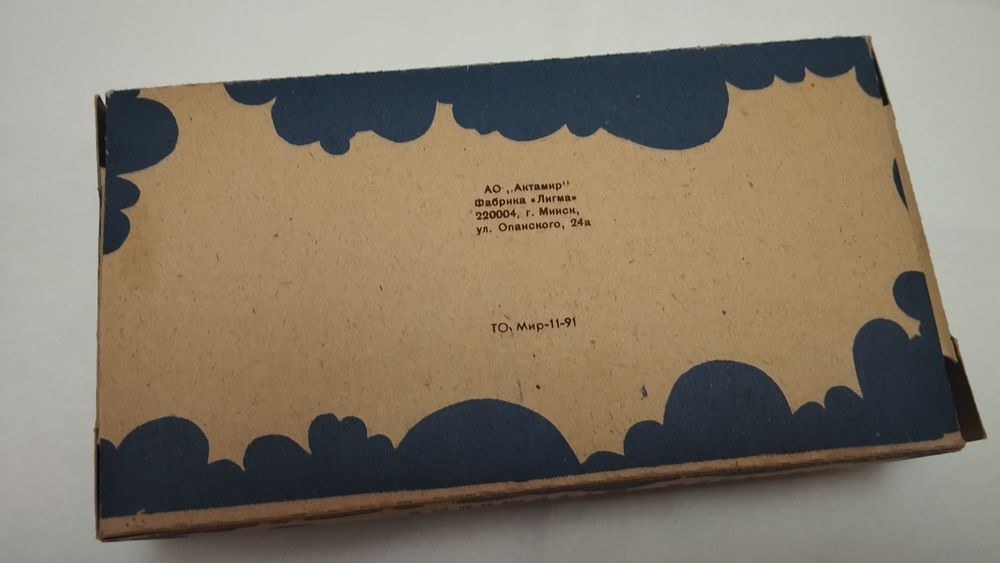 АО ,,Актамир"
Фабрика «Лигма»
220004, г. Минск,
ул. Опанского, 24а
ТО, Мир-11-91